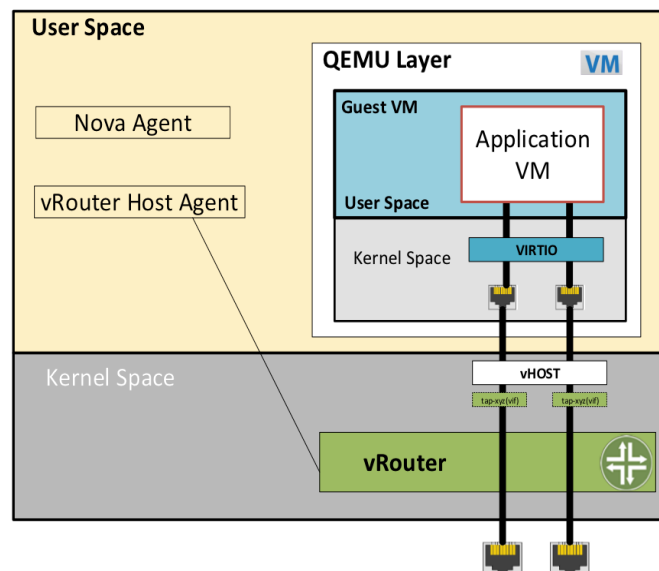 User Space
QEMU Layer
VM
Guest VM
Nova Agent
Application
VM
vRouter Host Agent
User Space
VIRTIO
Kernel Space
Kernel Space
vHOST
tap-xyz(vif)
tap-xyz(vif)
vRouter